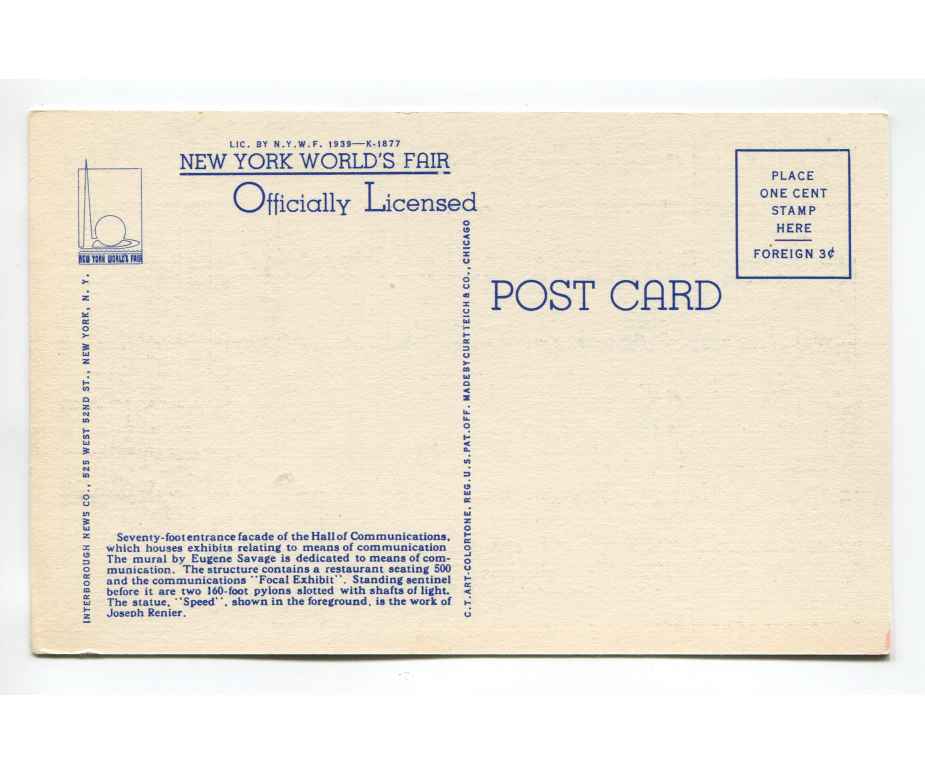 LIC. BY N.Y.W.F. 1939—K-1877
NEW YORK WORLD'S FAIR
Officially Licensed
NEW YORK WORLD'S FAIR
INTERBOROUGH NEWS CO., 525 WEST 52ND ST., NEW YORK, N. Y.
Seventy-foot entrance facade of the Hall of Communications,
which houses exhibits relating to means of communication
The mural by Eugene Savage is dedicated to means of com-
munication. The structure contains a restaurant seating 500
and the communications "Focal Exhibit". Standing sentinel
before it are two 160-foot pylons slotted with shafts of light.
The statue, "Speed", shown in the foreground, is the work of
Joseph Renier.
C.T. ART-COLORTONE, REG. U.S. PAT. OFF. MADE BY CURT TEICH & CO., CHICAGO
POST CARD
PLACE
ONE CENT
STAMP
HERE
FOREIGN 3¢